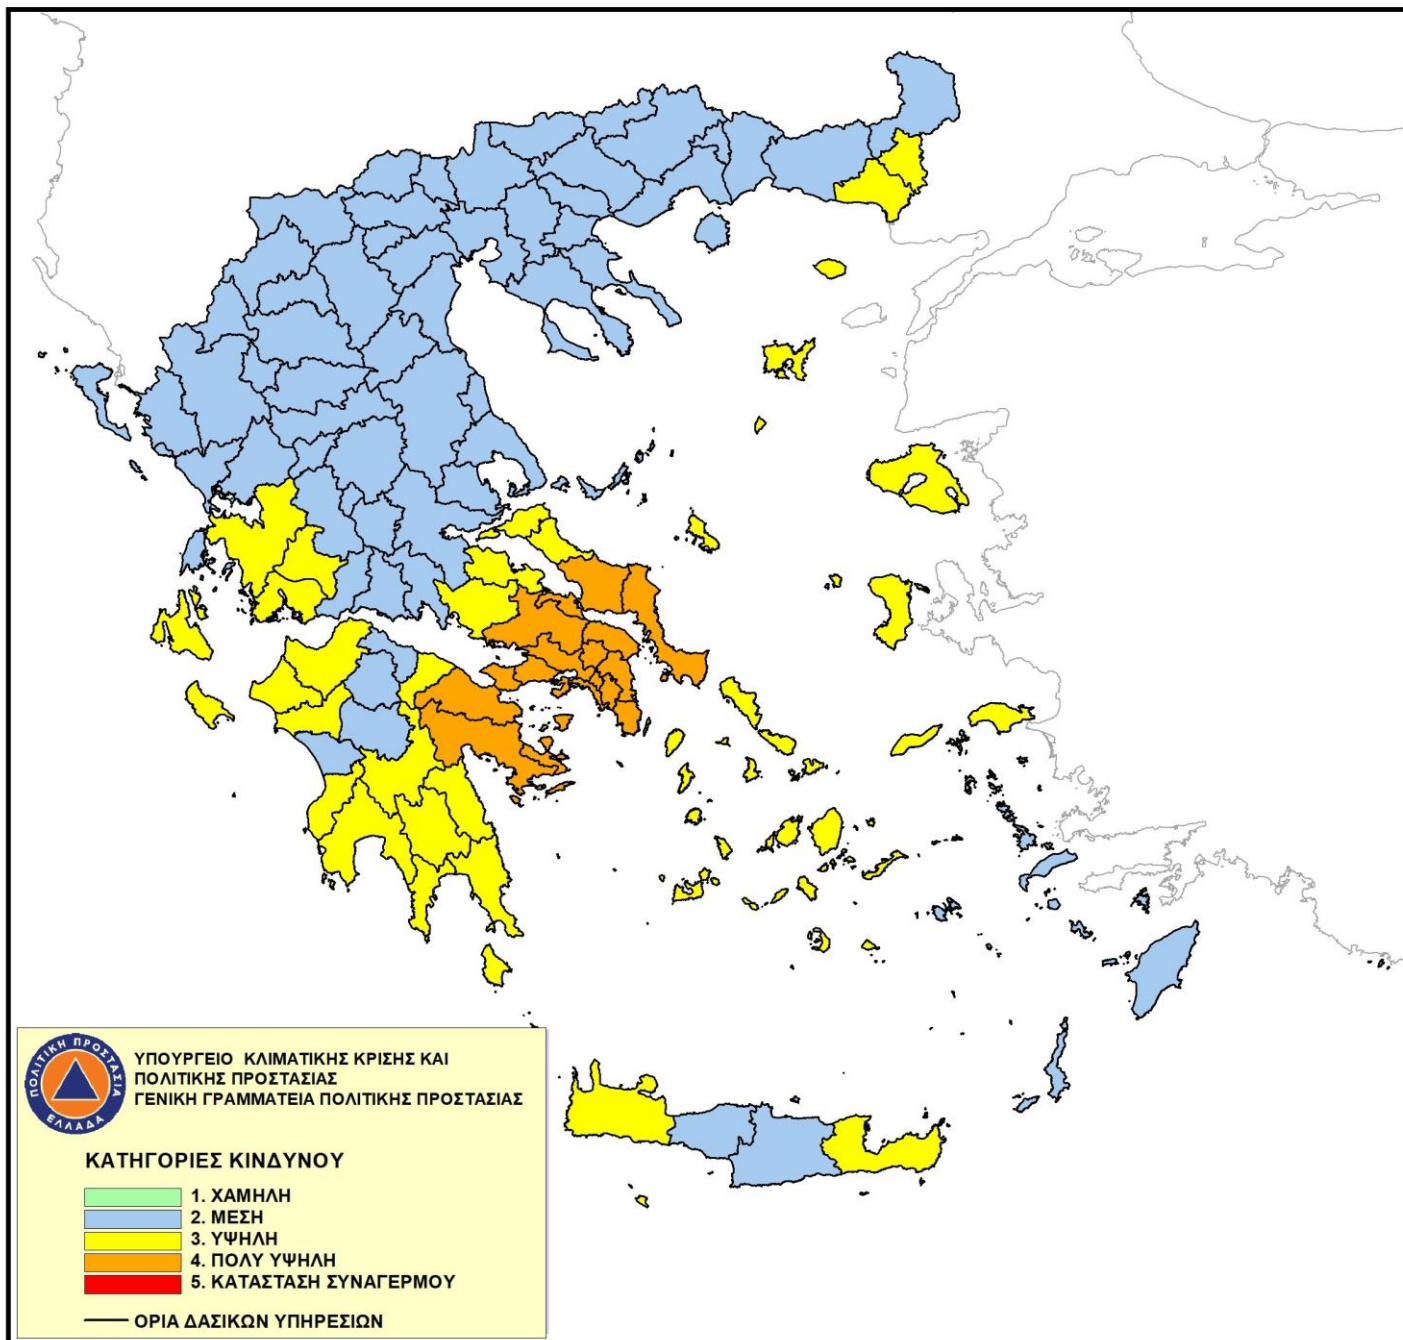 ΠΟΛΙΤΙΚΗ ΠΡΟΣΤΑΣΙΑ
ΕΛΛΑΔΑ
ΥΠΟΥΡΓΕΙΟ ΚΛΙΜΑΤΙΚΗΣ ΚΡΙΣΗΣ ΚΑΙ
ΠΟΛΙΤΙΚΗΣ ΠΡΟΣΤΑΣΙΑΣ
ΓΕΝΙΚΗ ΓΡΑΜΜΑΤΕΙΑ ΠΟΛΙΤΙΚΗΣ ΠΡΟΣΤΑΣΙΑΣ
ΚΑΤΗΓΟΡΙΕΣ ΚΙΝΔΥΝΟΥ
1. ΧΑΜΗΛΗ
2. ΜΕΣΗ
3. ΥΨΗΛΗ
4. ΠΟΛΥ ΥΨΗΛΗ
5. ΚΑΤΑΣΤΑΣΗ ΣΥΝΑΓΕΡΜΟΥ
ΟΡΙΑ ΔΑΣΙΚΩΝ ΥΠΗΡΕΣΙΩΝ